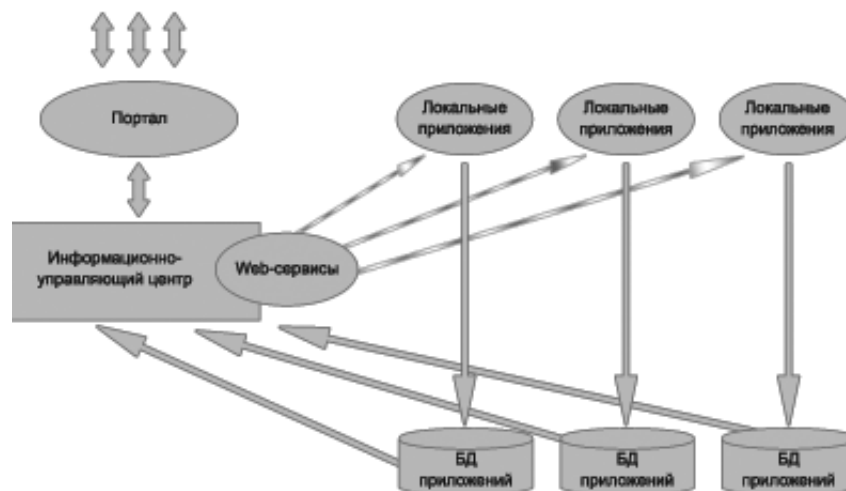 Портал
Локальные
приложения
Локальные
приложения
Локальные
приложения
Информационно-
управляющий центр
Web-сервисы
БД
приложений
БД
приложений
БД
приложений